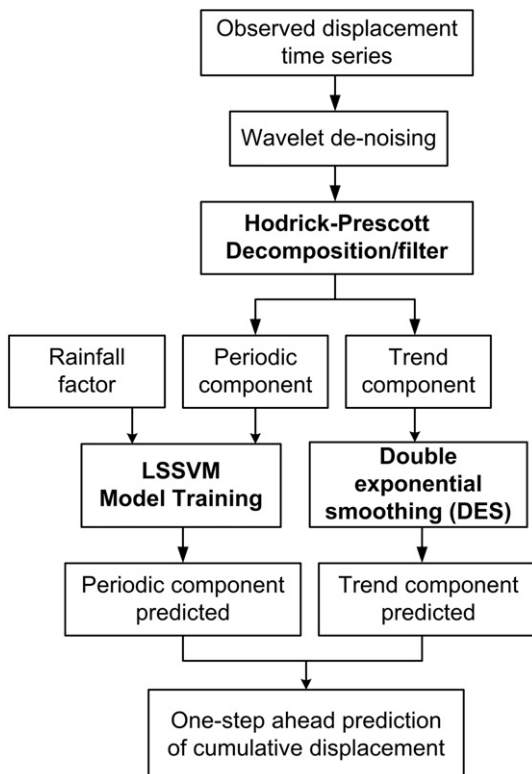 Observed displacement
time series
Wavelet de-noising
Hodrick-Prescott
Decomposition/filter
Rainfall
factor
Periodic
component
Trend
component
LSSVM
Model Training
Double
exponential
smoothing (DES)
Periodic component
predicted
Trend component
predicted
One-step ahead prediction
of cumulative displacement